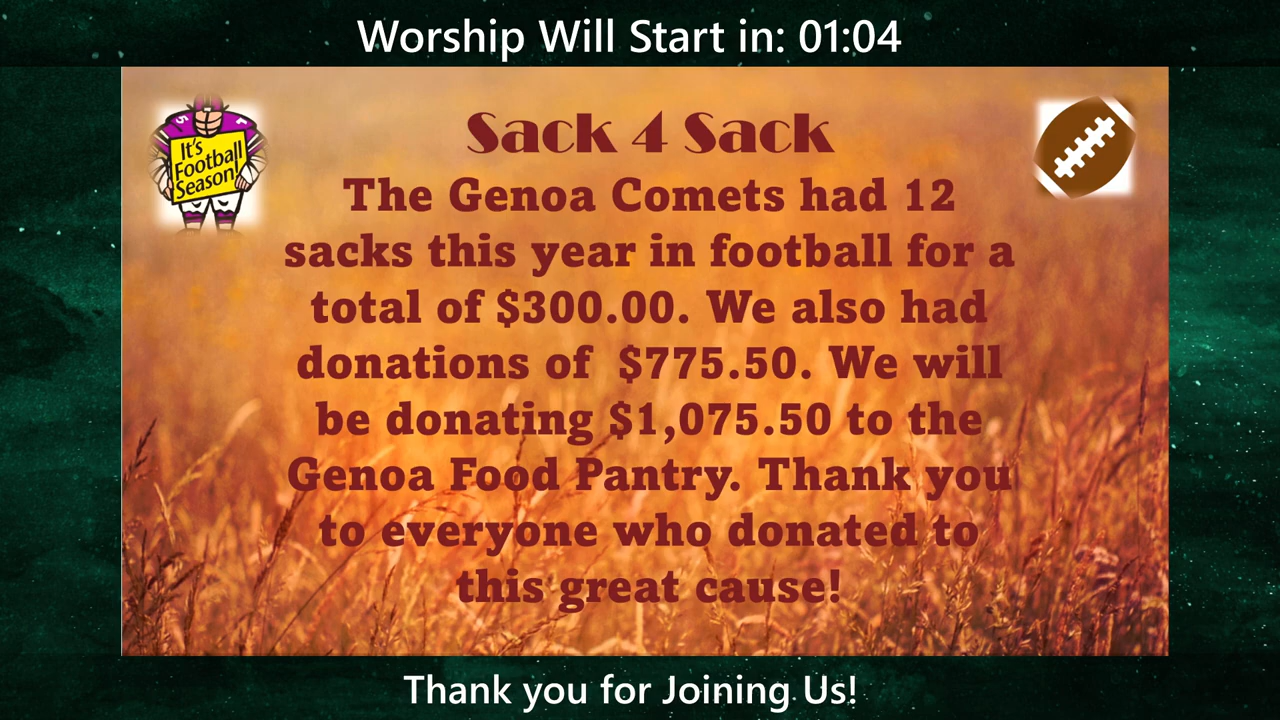 Worship Will Start in: 01:04
Sack 4 Sack
The Genoa Comets had 12
sacks this year in football for a
total of $300.00. We also had
donations of  $775.50. We will
be donating $1,075.50 to the
Genoa Food Pantry. Thank you
to everyone who donated to
this great cause!
5
1
It's
Football
Season!
Thank you for Joining Us!